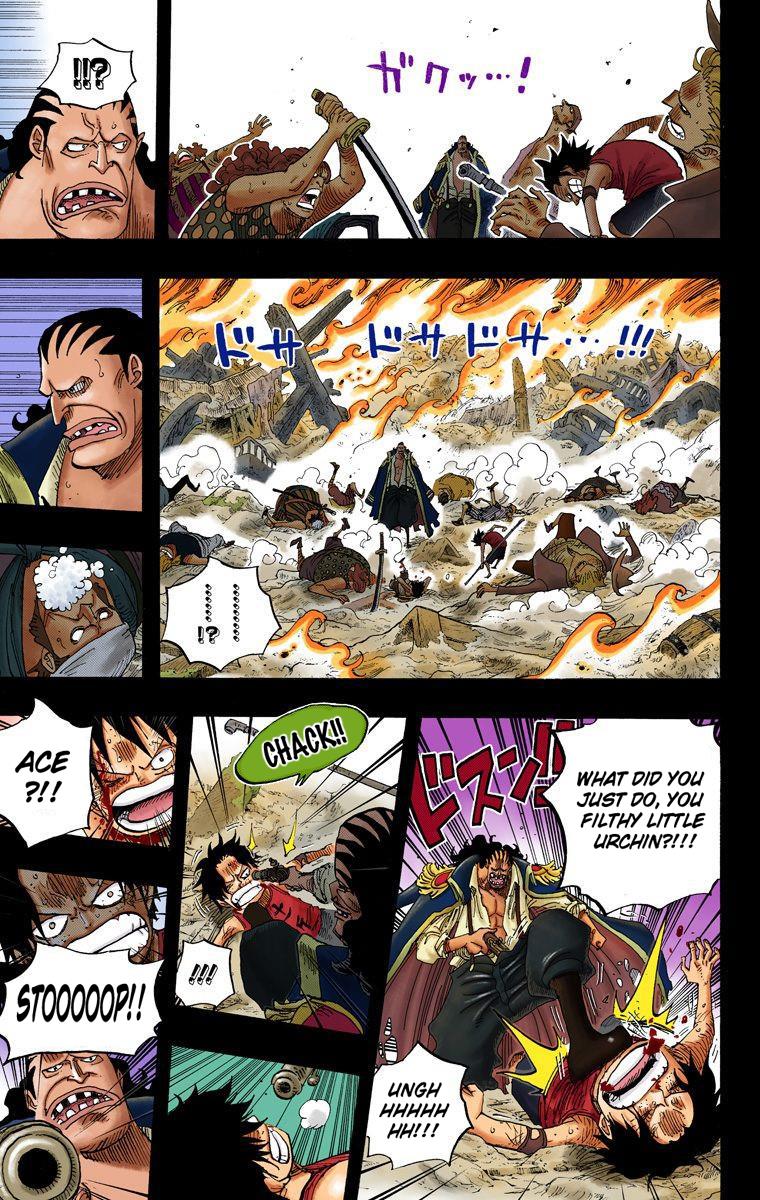 ガクッ…!
!!?
ドサ ドサドサ…!!!
…………
……!?
WHAT DID YOU
JUST DO, YOU
FILTHY LITTLE
URCHIN?!!!
ドスン!!
UNGH
HHHHH
HH!!!
CHACK!!
!!!
ACE
?!!!
STOOOOOP!!